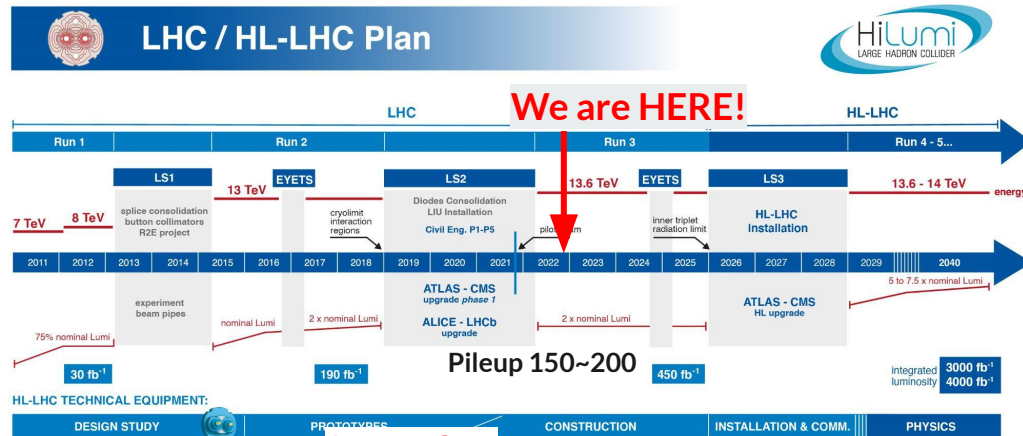 LHC / HL-LHC Plan
HiLumi
LARGE HADRON COLLIDER
We are HERE!
LHC
HL-LHC
Run 1
Run 2
Run 3
Run 4 - 5...
LS1
EYETS
LS2
EYETS
LS3
7 TeV
8 TeV
13 TeV
13.6 TeV
13.6 - 14 TeV
energy
splice consolidation
button collimators
R2E project
cryolimit
interaction
regions
Diodes Consolidation
LIU Installation
Civil Eng. P1-P5
inner triplet
radiation limit
HL-LHC
Installation
2011 2012 2013 2014 2015 2016 2017 2018 2019 2020 2021 2022 2023 2024 2025 2026 2027 2028 2029 2040
experiment
beam pipes
75% nominal Lumi
nominal Lumi
2 x nominal Lumi
ATLAS - CMS
upgrade phase 1
ALICE - LHCb
upgrade
2 x nominal Lumi
ATLAS - CMS
HL upgrade
5 to 7.5 x nominal Lumi
Pileup 150~200
30 fb-1
190 fb-1
450 fb-1
integrated
luminosity
3000 fb-1
4000 fb-1
HL-LHC TECHNICAL EQUIPMENT:
DESIGN STUDY
PROTOTYPES
CONSTRUCTION
INSTALLATION & COMM.
PHYSICS